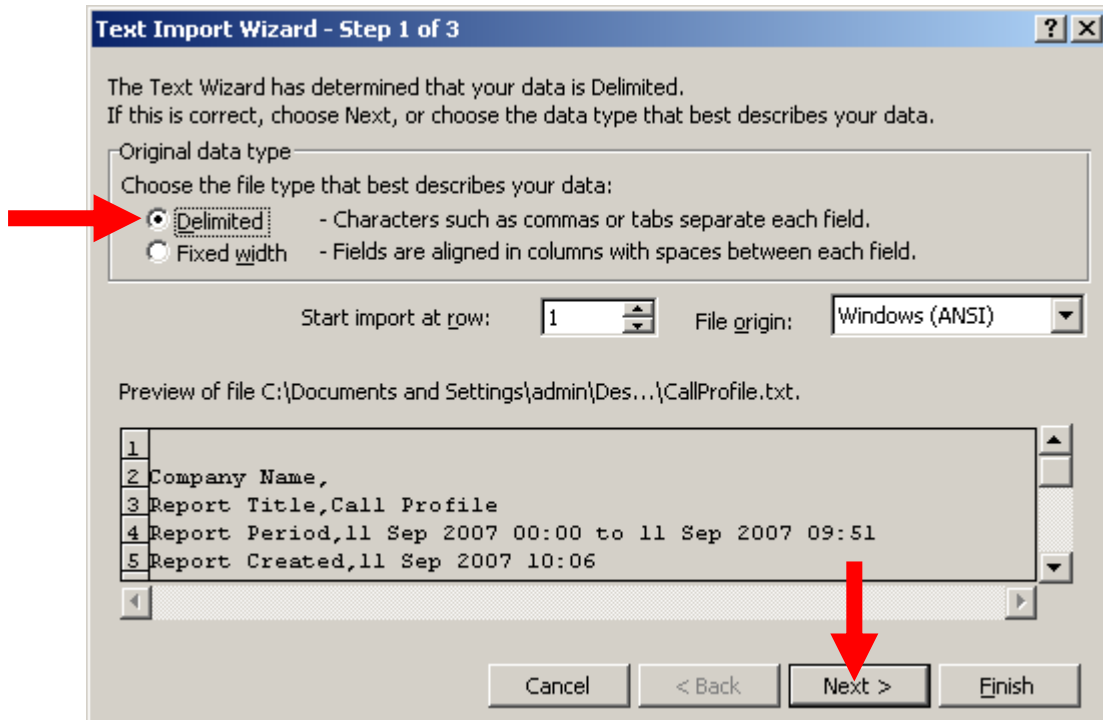 Text Import Wizard - Step 1 of 3
The Text Wizard has determined that your data is Delimited.
If this is correct, choose Next, or choose the data type that best describes your data.
Original data type
Choose the file type that best describes your data:
Delimited - Characters such as commas or tabs separate each field.
Fixed width - Fields are aligned in columns with spaces between each field.
Start import at row: 1 File origin: Windows (ANSI)
Preview of file C:\Documents and Settings\admin\Des...\CallProfile.txt.
1
2 Company Name,
3 Report Title,Call Profile
4 Report Period,11 Sep 2007 00:00 to 11 Sep 2007 09:51
5 Report Created,11 Sep 2007 10:06
Cancel < Back Next > Finish